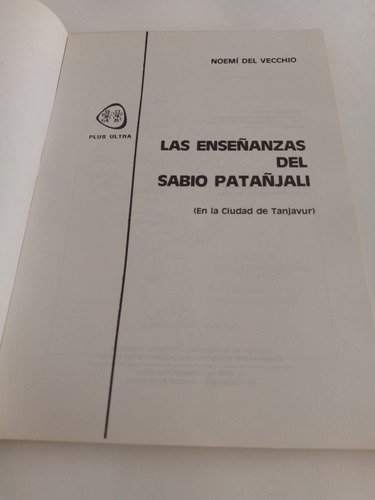 NOEMÍ DEL VECCHIO
PLUS ULTRA
LAS ENSEÑANZAS
DEL
SABIO PATAÑJALI
(En la Ciudad de Tanjavur)